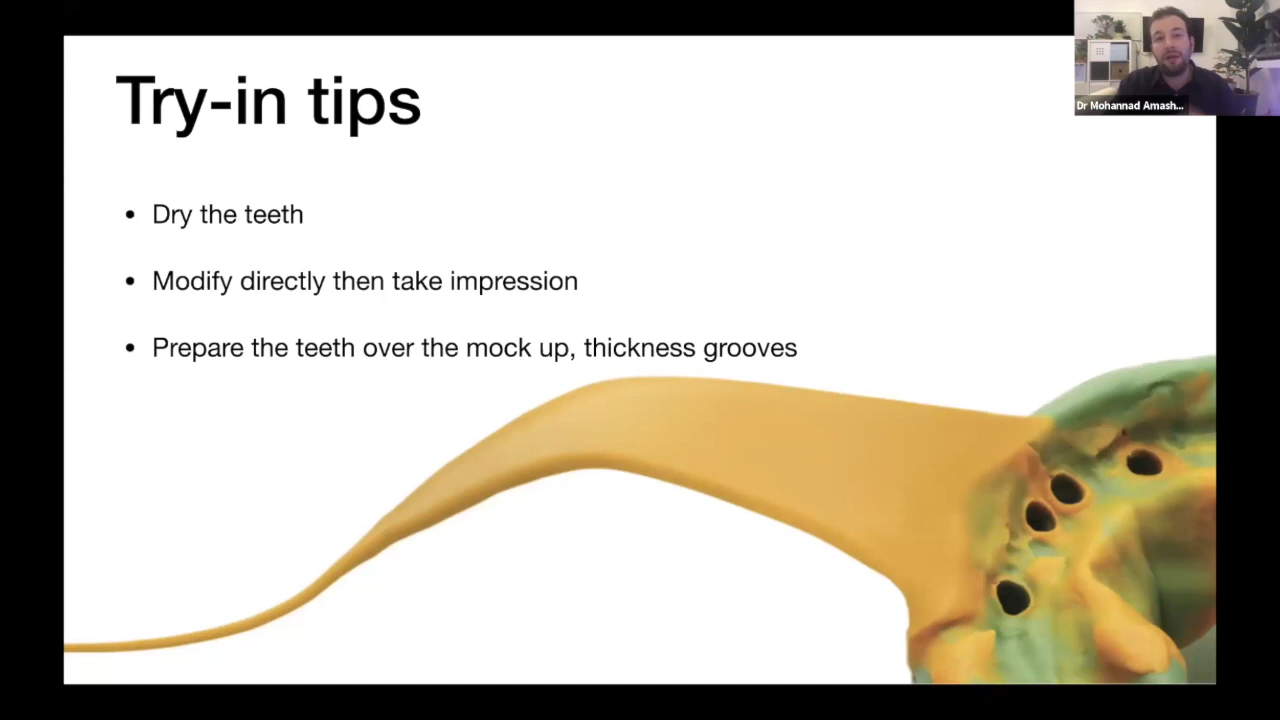 Try-in tips
Dr Mohannad Amash...
• Dry the teeth
• Modify directly then take impression
• Prepare the teeth over the mock up, thickness grooves